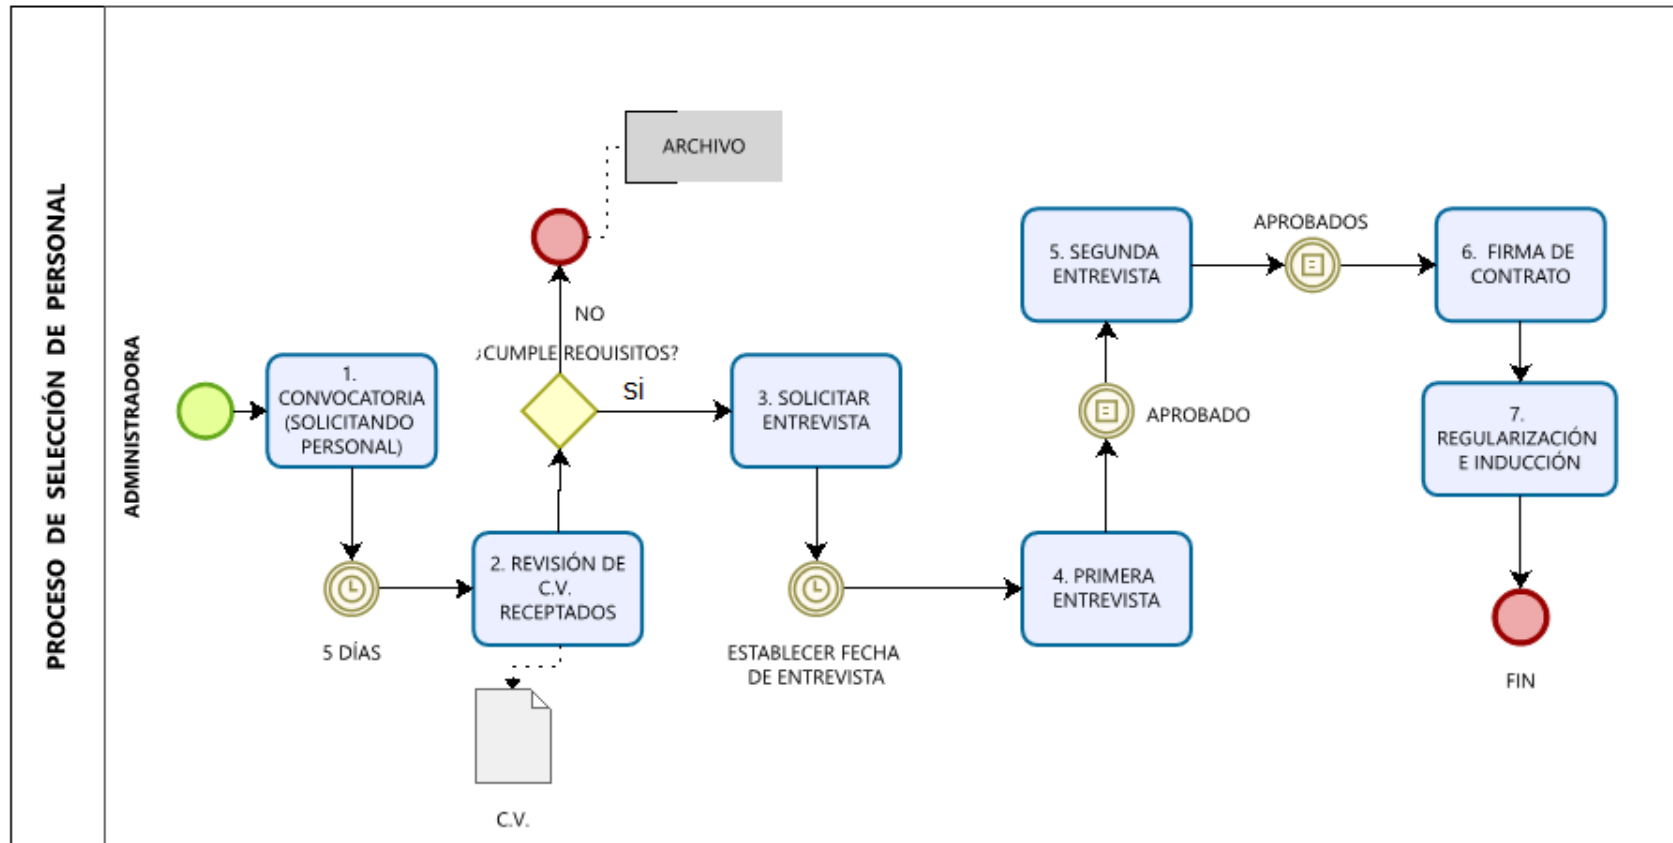 PROCESO DE SELECCIÓN DE PERSONAL
ADMINISTRADORA
1.
CONVOCATORIA
(SOLICITANDO
PERSONAL)
5 DÍAS
2. REVISIÓN DE
C.V.
RECEPTADOS
C.V.
¿CUMPLE REQUISITOS?
NO
ARCHIVO
SI
3. SOLICITAR
ENTREVISTA
ESTABLECER FECHA
DE ENTREVISTA
4. PRIMERA
ENTREVISTA
APROBADO
5. SEGUNDA
ENTREVISTA
APROBADOS
6. FIRMA DE
CONTRATO
7.
REGULARIZACIÓN
E INDUCCIÓN
FIN